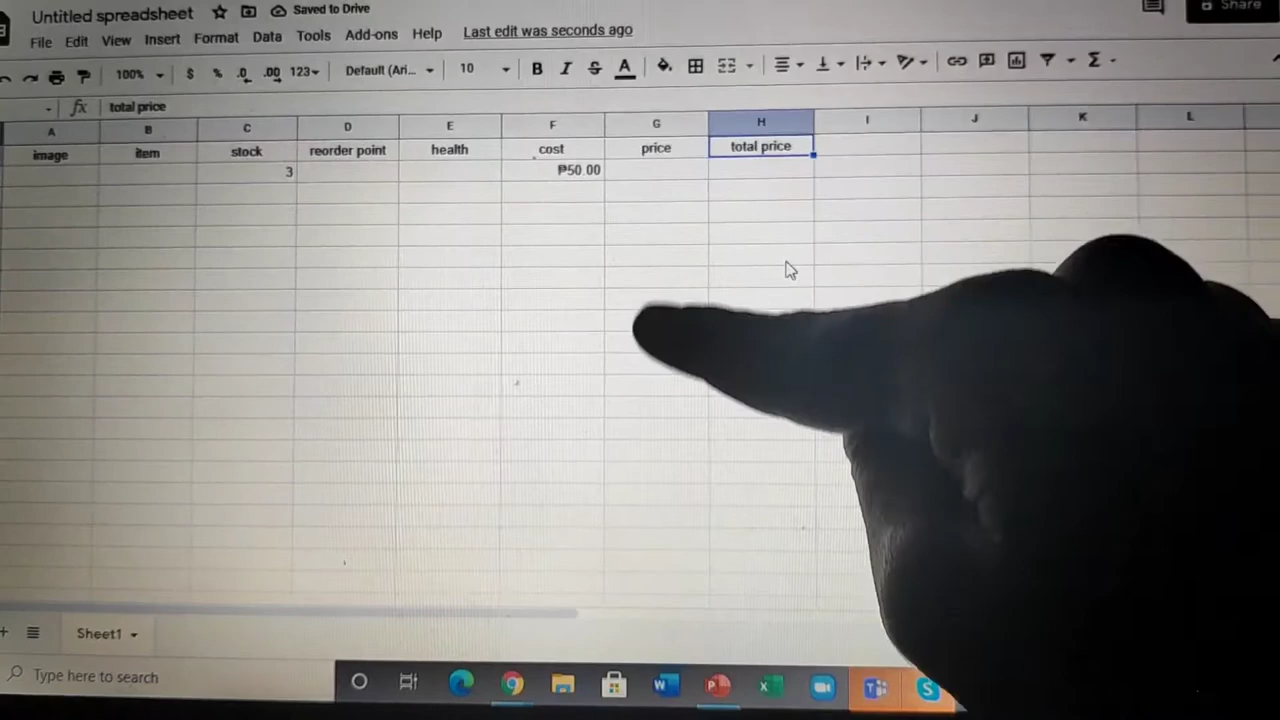 Untitled spreadsheet
Saved to Drive
Share
File Edit View Insert Format Data Tools Add-ons Help Last edit was seconds ago
100% $ % .0 .00 123 Default (Ari... 10 B I S A Σ
fx total price
A B C D E F G H I J K L
image item stock reorder point health cost price total price
3 ₱50.00
+ Sheet1
Type here to search